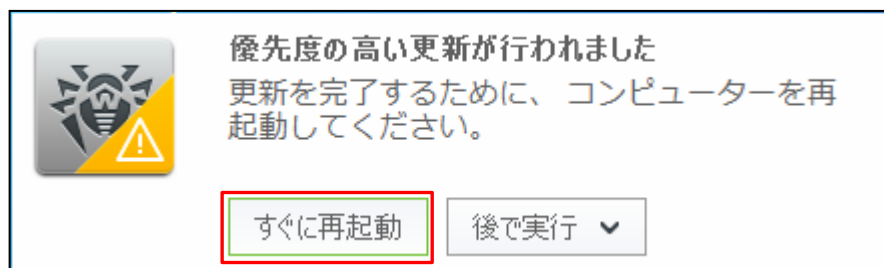 優先度の高い更新が行われました
更新を完了するために、 コンピューターを再
起動してください。
すぐに再起動
後で実行